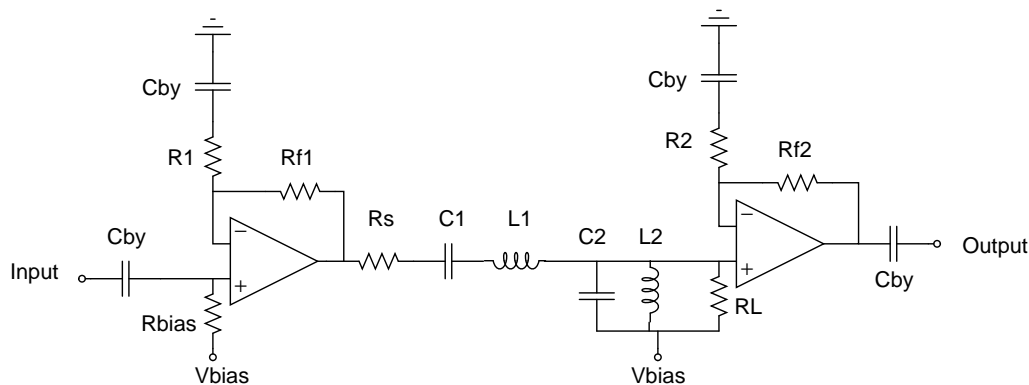 Cby
Cby
R1
Rf1
R2
Rf2
Rs
C1
L1
C2
L2
Cby
Input
Output
Cby
Rbias
RL
Vbias
Vbias